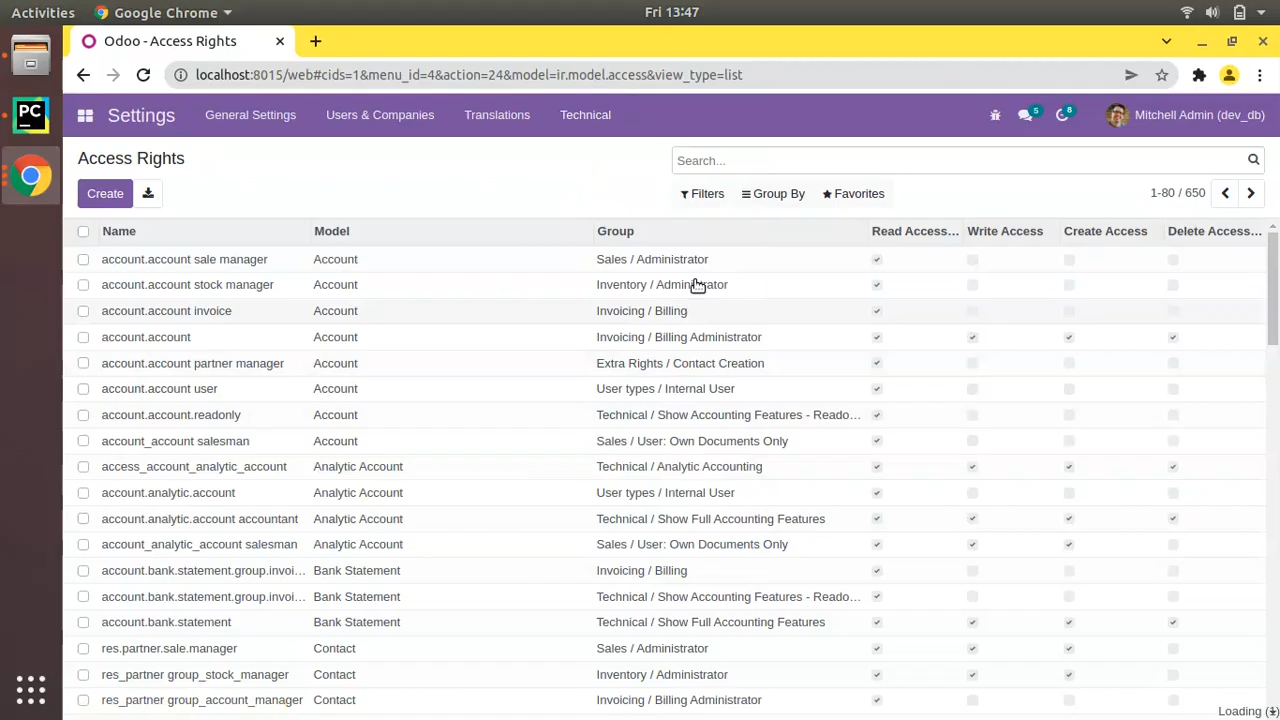 Activities Google Chrome Fri 13:47
Odoo - Access Rights
localhost:8015/web#cids=1&menu_id=4&action=24&model=ir.model.access&view_type=list
Settings General Settings Users & Companies Translations Technical 5 8 Mitchell Admin (dev_db)
Access Rights Search...
Create Filters Group By Favorites 1-80 / 650
Name Model Group Read Access... Write Access Create Access Delete Access...
account.account sale manager Account Sales / Administrator
account.account stock manager Account Inventory / Administrator
account.account invoice Account Invoicing / Billing
account.account Account Invoicing / Billing Administrator
account.account partner manager Account Extra Rights / Contact Creation
account.account user Account User types / Internal User
account.account.readonly Account Technical / Show Accounting Features - Reado...
account_account salesman Account Sales / User: Own Documents Only
access_account_analytic_account Analytic Account Technical / Analytic Accounting
account.analytic.account Analytic Account User types / Internal User
account.analytic.account accountant Analytic Account Technical / Show Full Accounting Features
account_analytic_account salesman Analytic Account Sales / User: Own Documents Only
account.bank.statement.group.invoi... Bank Statement Invoicing / Billing
account.bank.statement.group.invoi... Bank Statement Technical / Show Accounting Features - Reado...
account.bank.statement Bank Statement Technical / Show Full Accounting Features
res.partner.sale.manager Contact Sales / Administrator
res_partner group_stock_manager Contact Inventory / Administrator
res_partner group_account_manager Contact Invoicing / Billing Administrator
Loading
PC